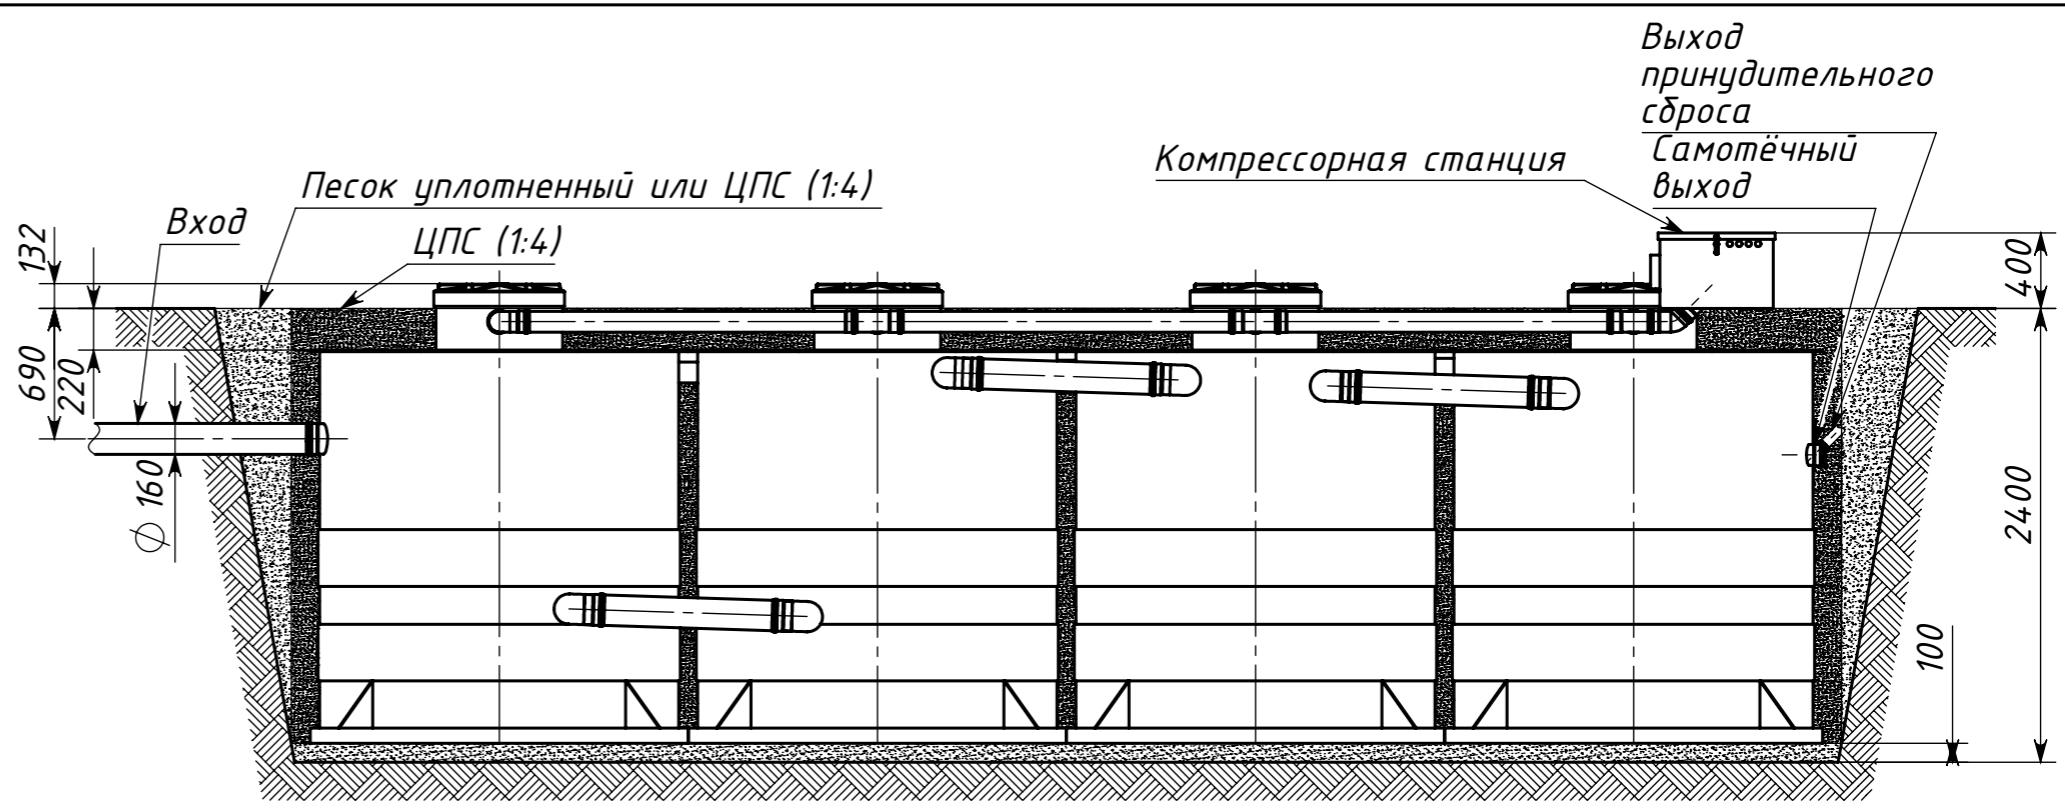 Выход
принудительного
сброса
Самотёчный
выход
Компрессорная станция
Песок уплотненный или ЦПС (1:4)
Вход
ЦПС (1:4)
132
400
690
220
⌀ 160
2400
100